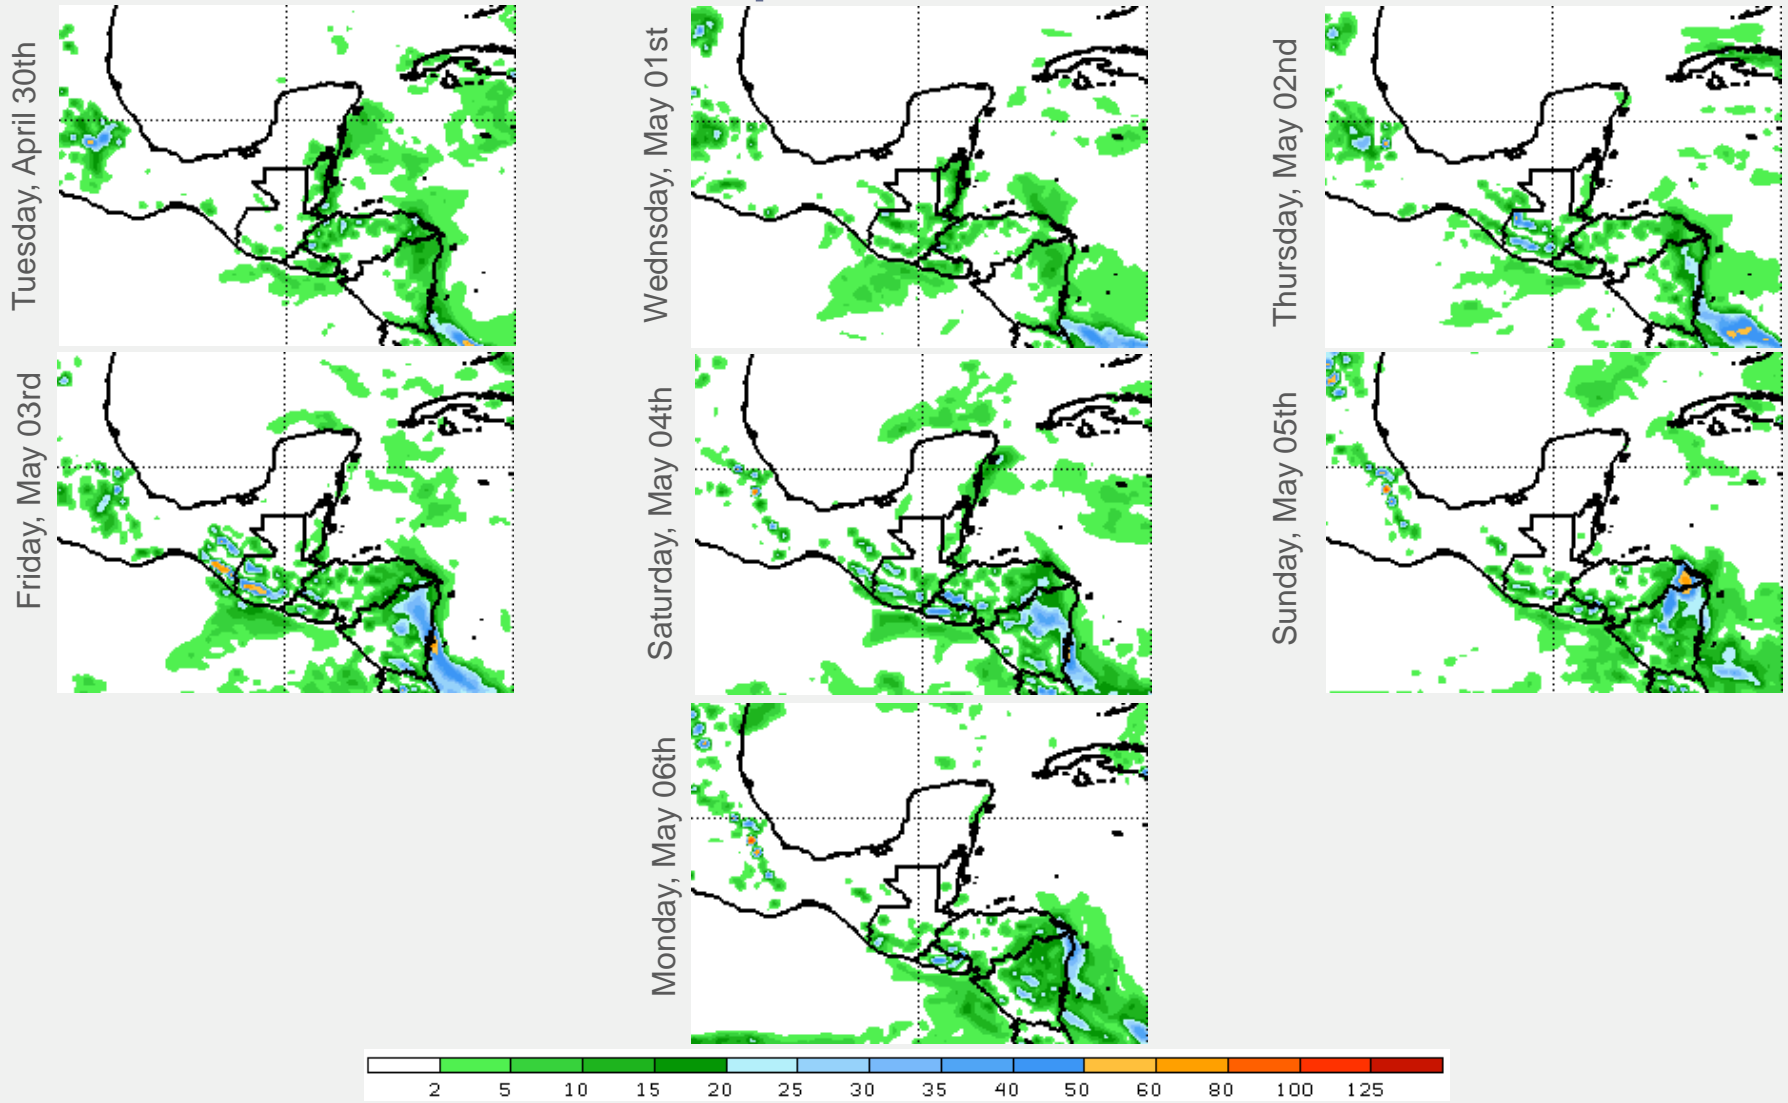 Tuesday, April 30th
Wednesday, May 01st
Thursday, May 02nd
Friday, May 03rd
Saturday, May 04th
Sunday, May 05th
Monday, May 06th
2 5 10 15 20 25 30 35 40 50 60 80 100 125